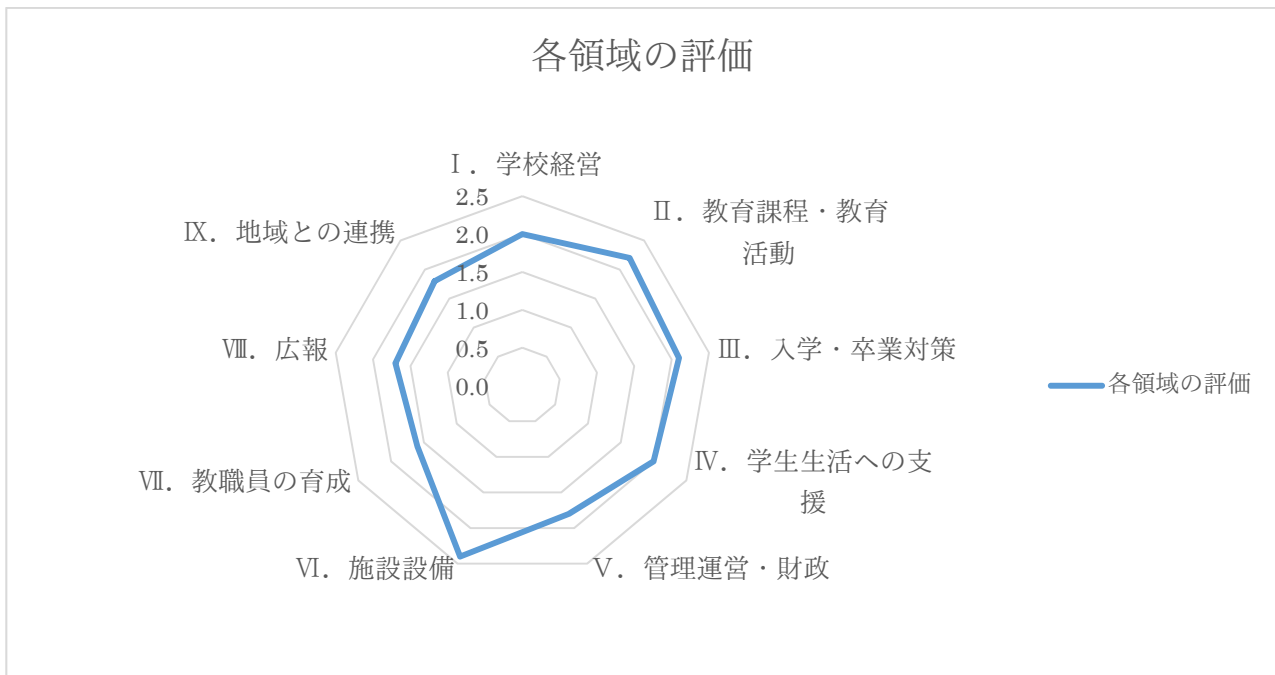 各領域の評価
Ⅰ．学校経営
Ⅱ．教育課程・教育
活動
Ⅲ．入学・卒業対策
Ⅳ．学生生活への支
援
Ⅴ．管理運営・財政
Ⅵ．施設設備
Ⅶ．教職員の育成
Ⅷ．広報
Ⅸ．地域との連携
2.5
2.0
1.5
1.0
0.5
0.0
各領域の評価